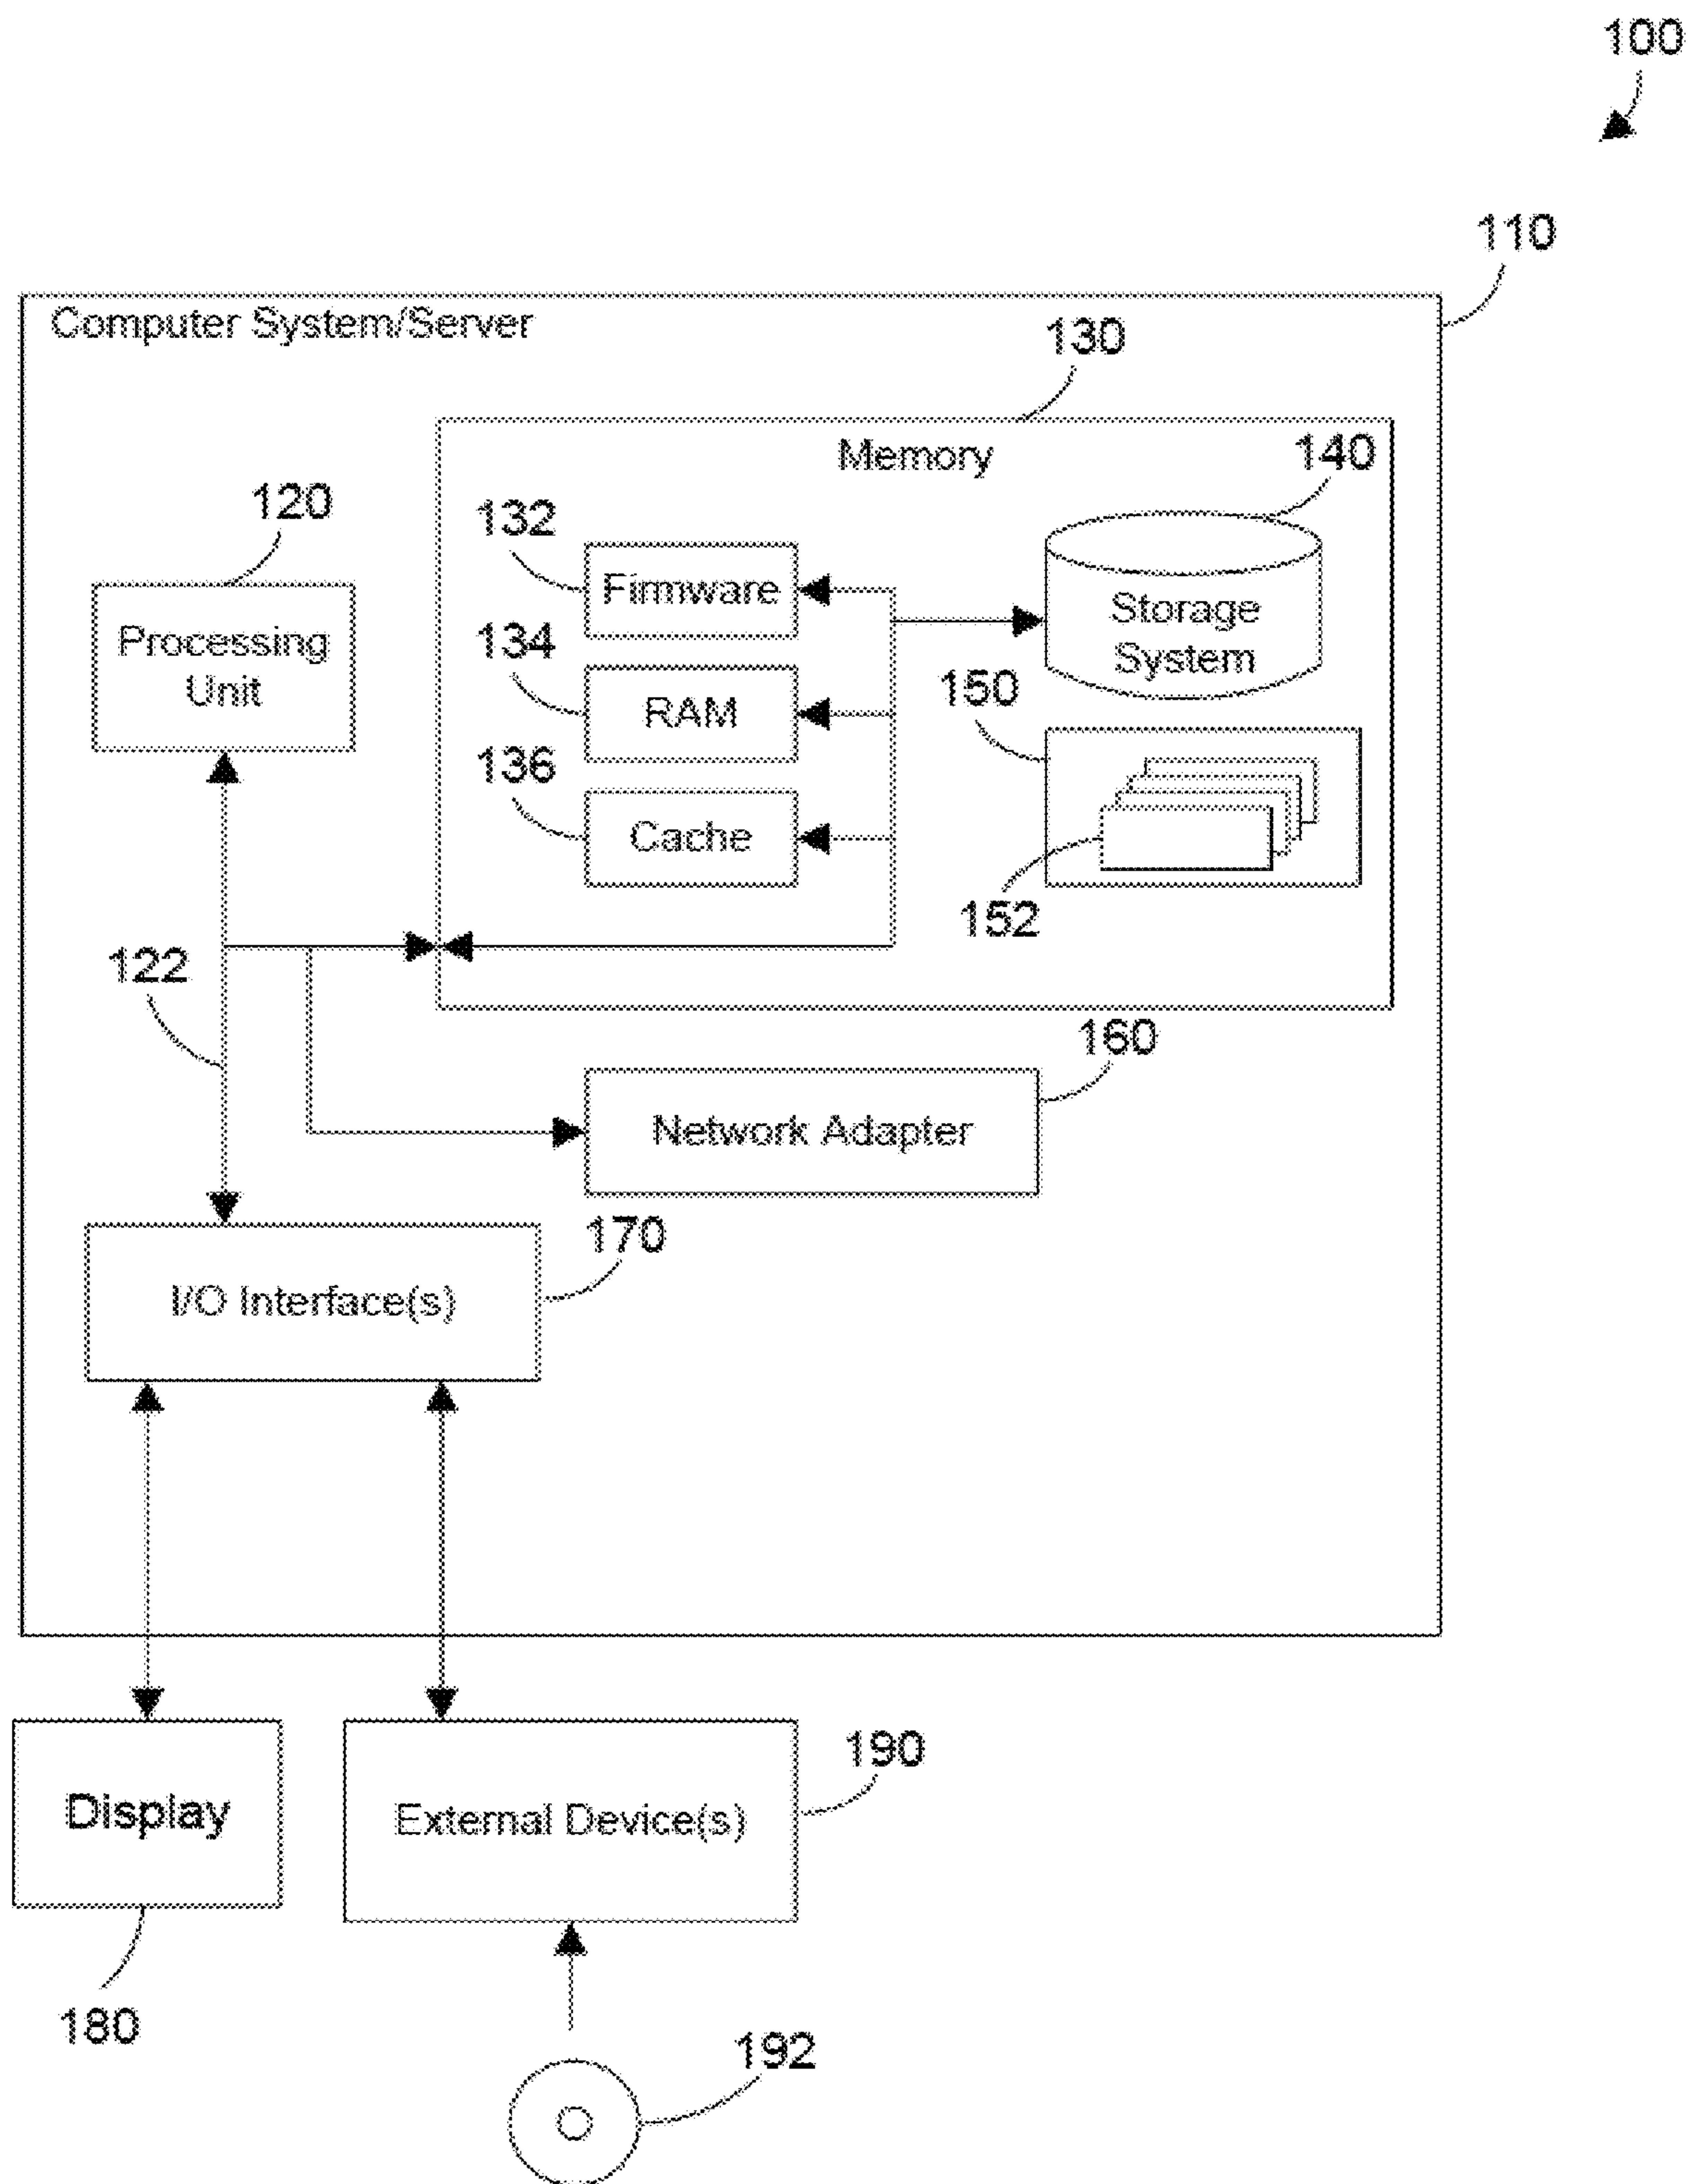 100
110
Computer System/Server
130
Memory
140
120
132
Firmware
Storage
System
Processing
Unit
134
RAM
150
136
Cache
152
122
160
Network Adapter
170
I/O Interface(s)
190
Display
External Device(s)
180
192